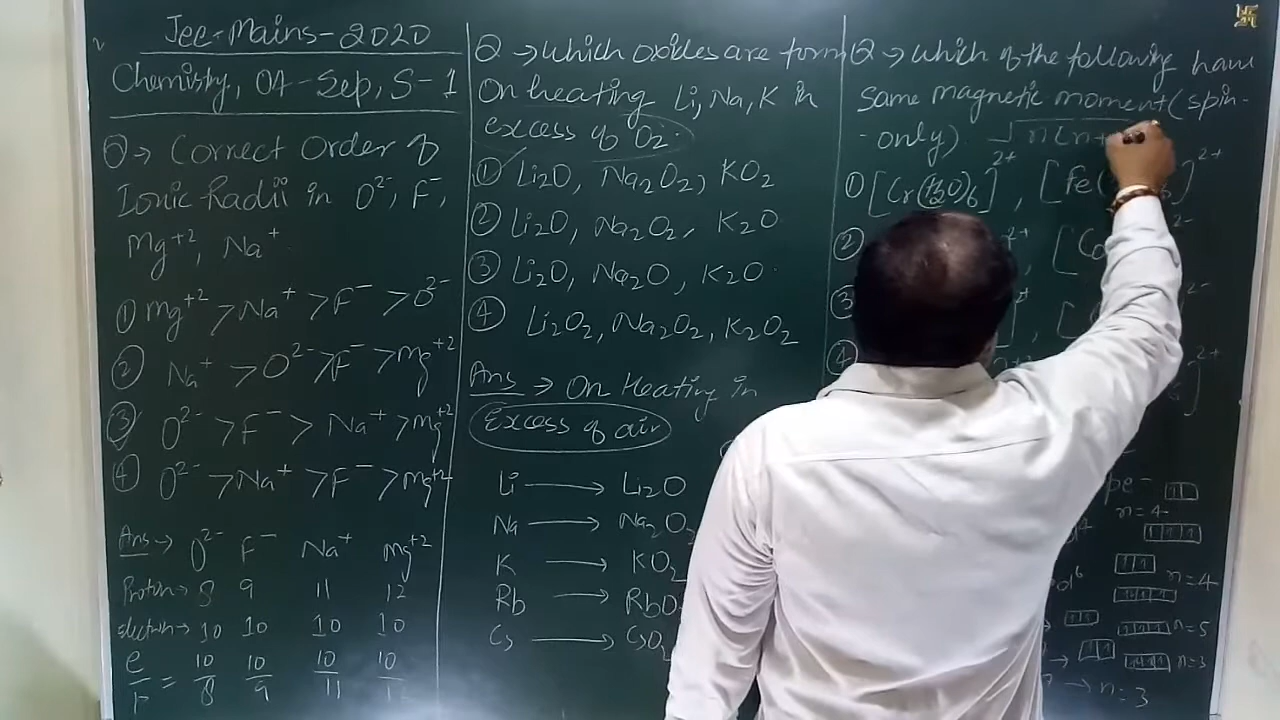 Jee-Mains-2020
Chemistry, 04-Sep, S-1
Q → Correct Order of
Ionic Radii in O²⁻, F⁻,
Mg⁺², Na⁺
① Mg⁺² > Na⁺ > F⁻ > O²⁻
② Na⁺ > O²⁻ > F⁻ > Mg⁺²
③ O²⁻ > F⁻ > Na⁺ > Mg⁺²
④ O²⁻ > Na⁺ > F⁻ > Mg⁺²
Ans → O²⁻ F⁻ Na⁺ Mg⁺²
Proton → 8 9 11 12
electron → 10 10 10 10
e/p = 10/8 10/9 10/11 10/12
Q → Which oxides are form
On heating Li, Na, K in
excess of O₂.
① Li₂O, Na₂O₂, KO₂
② Li₂O, Na₂O₂, K₂O
③ Li₂O, Na₂O, K₂O.
④ Li₂O₂, Na₂O₂, K₂O₂
Ans → On Heating in
Excess of air
Li → Li₂O
Na → Na₂O₂
K → KO₂
Rb → RbO
Cs → CsO₂
Q → Which of the following have
Same magnetic moment (spin-
-only). √n(n+
① [Cr(H₂O)₆]²⁺, [Fe( ]²⁺
② ²⁺, [Co ²⁻
③ ], [ ²⁻
④ ]²⁺
n=4
n=4
n=5
n=3
→ n=3